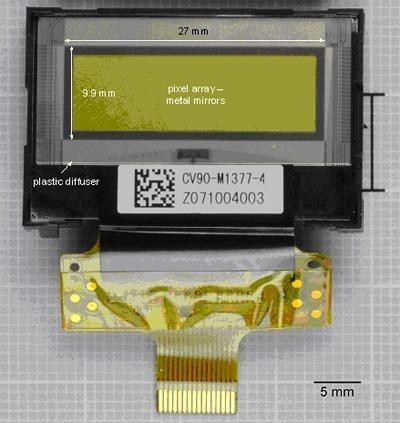 27 mm
9.9 mm
pixel array –
metal mirrors
plastic diffuser
CV90-M1377-4
Z071004003
5 mm